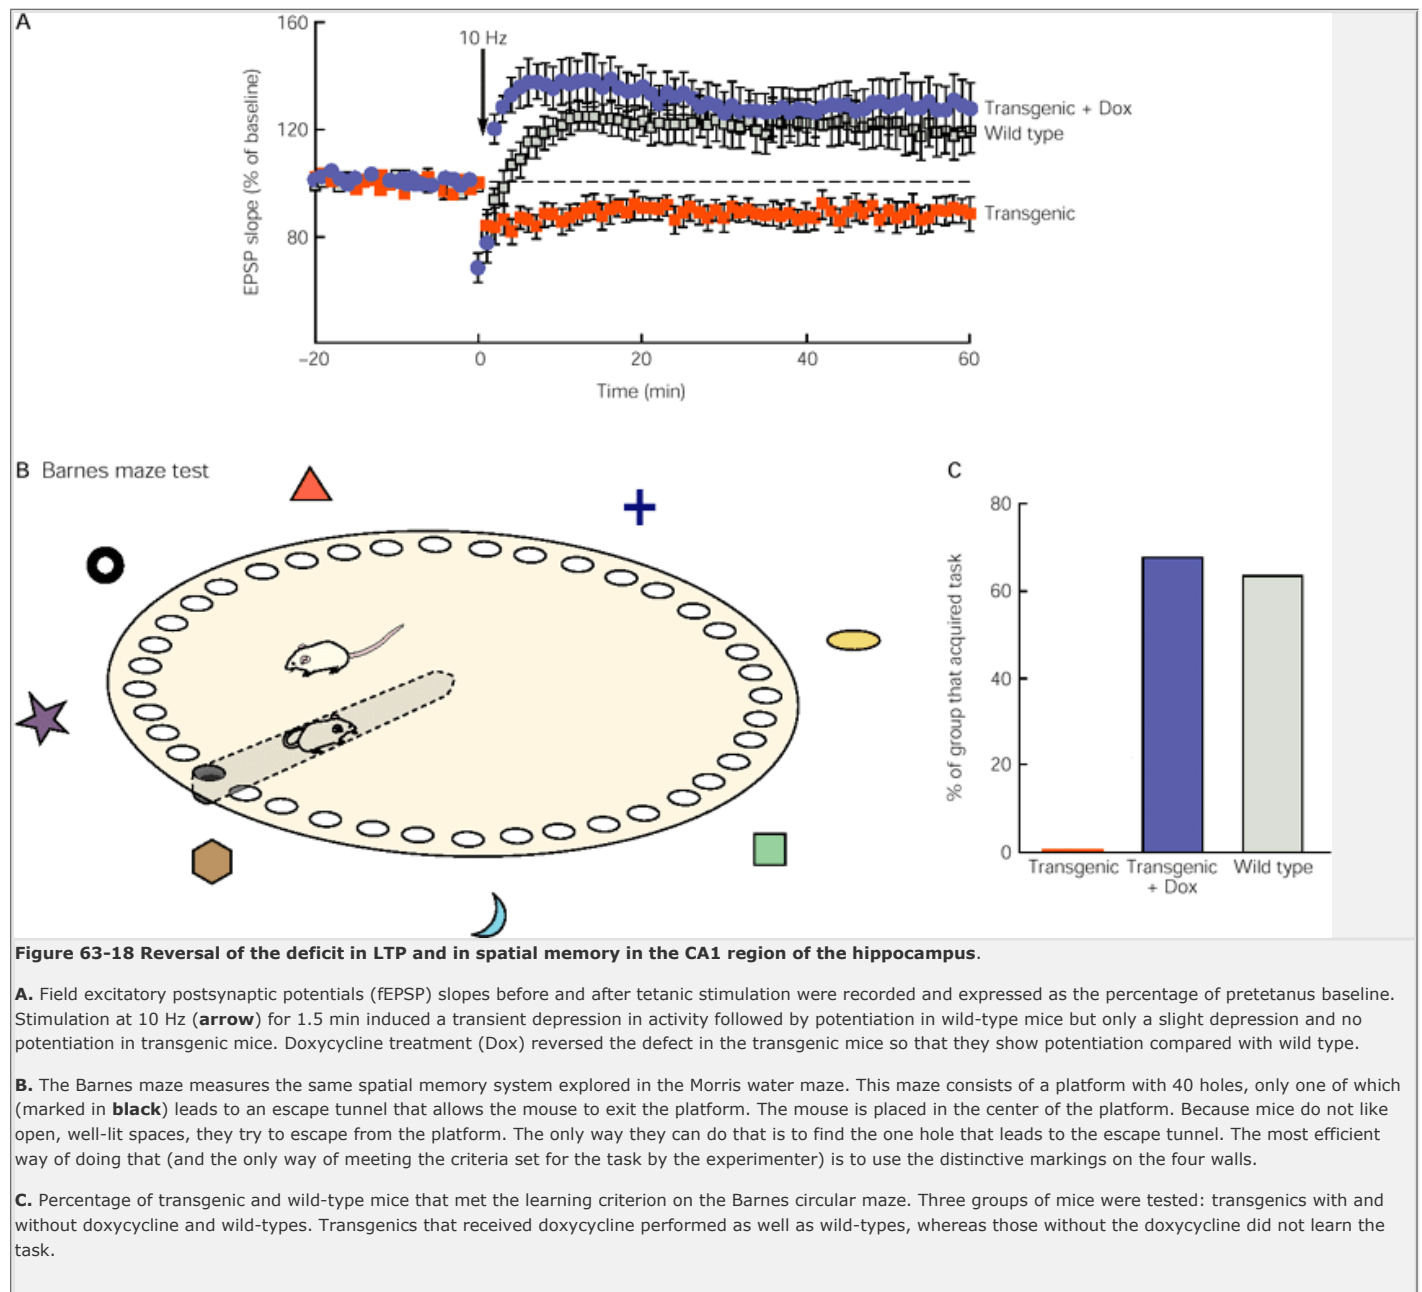 A
160
10 Hz
120
80
EPSP slope (% of baseline)
Transgenic + Dox
Wild type
Transgenic
−20
0
20
40
60
Time (min)
B Barnes maze test
C
80
60
40
20
0
% of group that acquired task
Transgenic
Transgenic
+ Dox
Wild type
Figure 63-18 Reversal of the deficit in LTP and in spatial memory in the CA1 region of the hippocampus.
A. Field excitatory postsynaptic potentials (fEPSP) slopes before and after tetanic stimulation were recorded and expressed as the percentage of pretetanus baseline.
Stimulation at 10 Hz (arrow) for 1.5 min induced a transient depression in activity followed by potentiation in wild-type mice but only a slight depression and no
potentiation in transgenic mice. Doxycycline treatment (Dox) reversed the defect in the transgenic mice so that they show potentiation compared with wild type.
B. The Barnes maze measures the same spatial memory system explored in the Morris water maze. This maze consists of a platform with 40 holes, only one of which
(marked in black) leads to an escape tunnel that allows the mouse to exit the platform. The mouse is placed in the center of the platform. Because mice do not like
open, well-lit spaces, they try to escape from the platform. The only way they can do that is to find the one hole that leads to the escape tunnel. The most efficient
way of doing that (and the only way of meeting the criteria set for the task by the experimenter) is to use the distinctive markings on the four walls.
C. Percentage of transgenic and wild-type mice that met the learning criterion on the Barnes circular maze. Three groups of mice were tested: transgenics with and
without doxycycline and wild-types. Transgenics that received doxycycline performed as well as wild-types, whereas those without the doxycycline did not learn the
task.